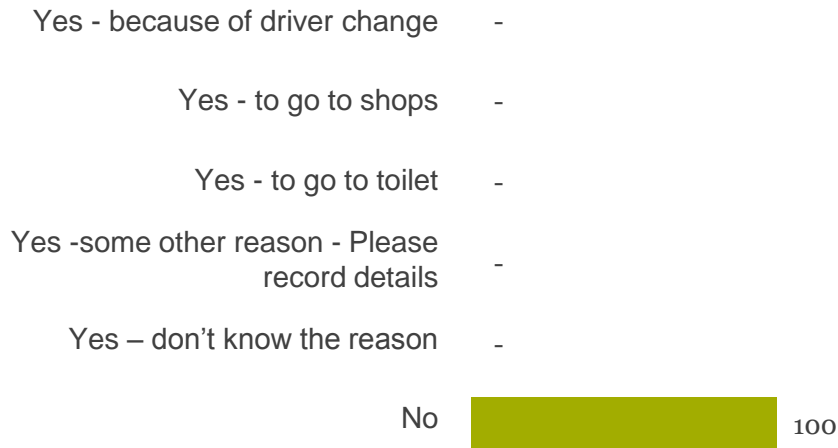 Yes - because of driver change -
Yes - to go to shops -
Yes - to go to toilet -
Yes -some other reason - Please
record details -
Yes – don’t know the reason -
No 100